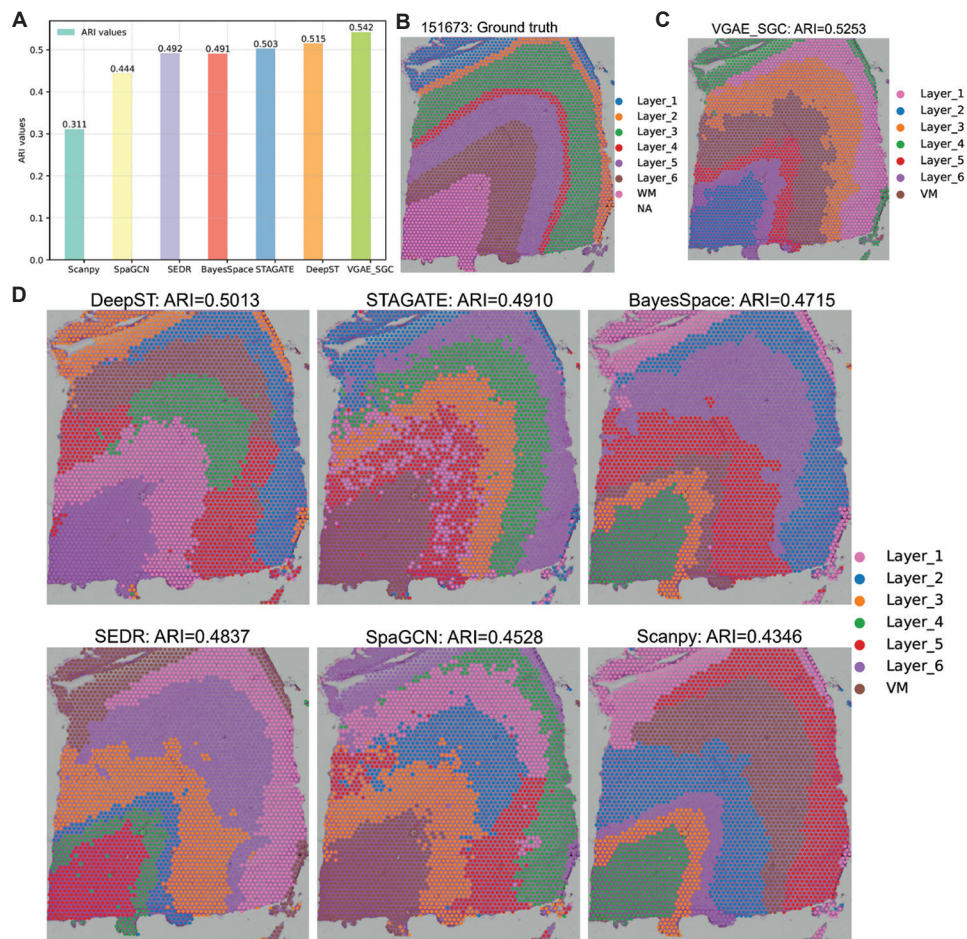 A
ARI values
ARI values
0.5
0.4
0.3
0.2
0.1
0.0
0.311
0.444
0.492
0.491
0.503
0.515
0.542
Scanpy
SpaGCN
SEDR
BayesSpace
STAGATE
DeepST
VGAE_SGC
B
151673: Ground truth
Layer_1
Layer_2
Layer_3
Layer_4
Layer_5
Layer_6
WM
NA
C
VGAE_SGC: ARI=0.5253
Layer_1
Layer_2
Layer_3
Layer_4
Layer_5
Layer_6
VM
D
DeepST: ARI=0.5013
STAGATE: ARI=0.4910
BayesSpace: ARI=0.4715
SEDR: ARI=0.4837
SpaGCN: ARI=0.4528
Scanpy: ARI=0.4346
Layer_1
Layer_2
Layer_3
Layer_4
Layer_5
Layer_6
VM